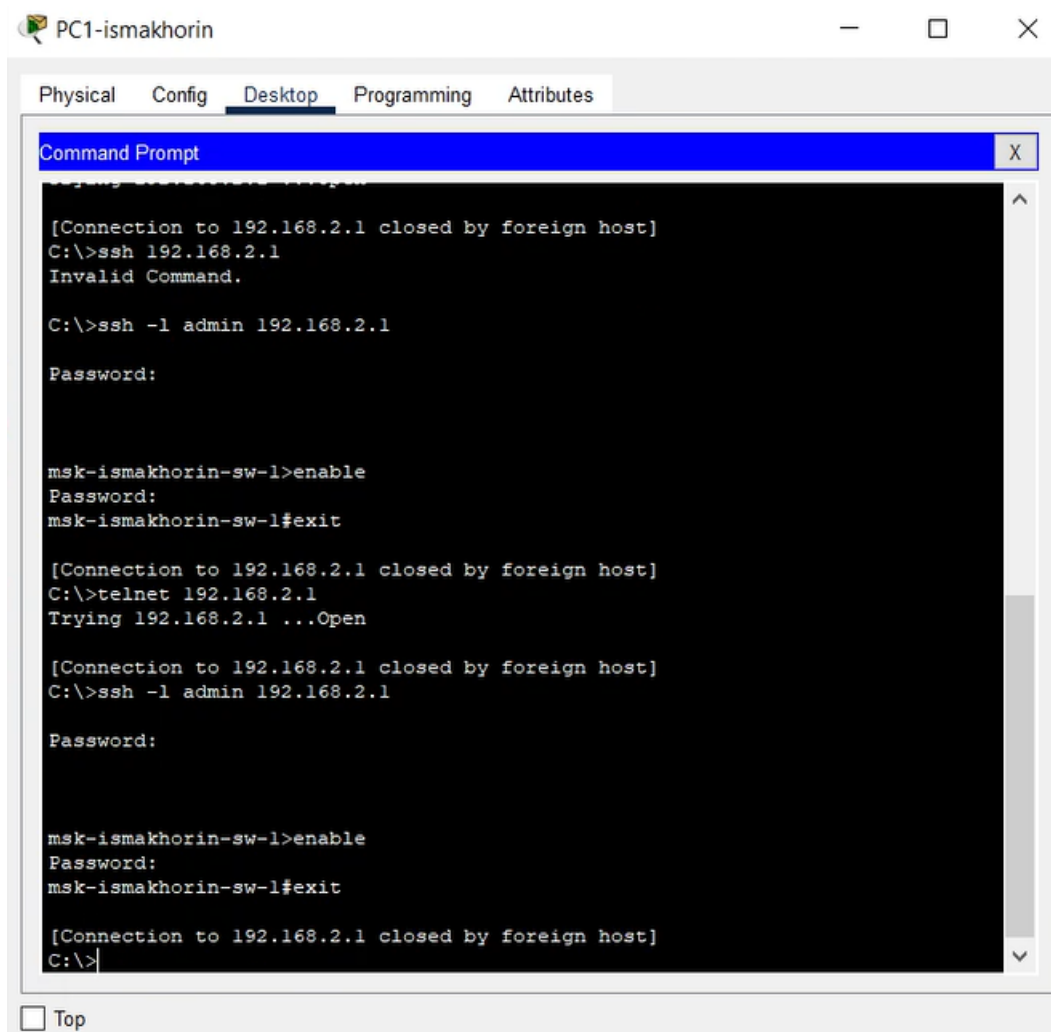 PC1-ismakhorin
Physical Config Desktop Programming Attributes
Command Prompt X
[Connection to 192.168.2.1 closed by foreign host]
C:\>ssh 192.168.2.1
Invalid Command.
C:\>ssh -l admin 192.168.2.1
Password:
msk-ismakhorin-sw-1>enable
Password:
msk-ismakhorin-sw-1#exit
[Connection to 192.168.2.1 closed by foreign host]
C:\>telnet 192.168.2.1
Trying 192.168.2.1 ...Open
[Connection to 192.168.2.1 closed by foreign host]
C:\>ssh -l admin 192.168.2.1
Password:
msk-ismakhorin-sw-1>enable
Password:
msk-ismakhorin-sw-1#exit
[Connection to 192.168.2.1 closed by foreign host]
C:\>
Top